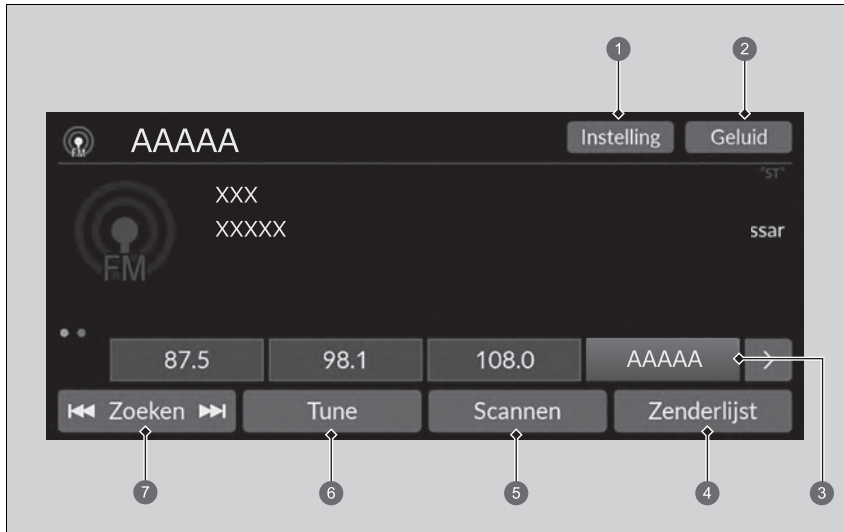 1 2
FM AAAAA Instelling Geluid
"ST"
XXX
XXXXX ssar
FM
87.5 98.1 108.0 AAAAA >
Zoeken Tune Scannen Zenderlijst
7 6 5 4 3